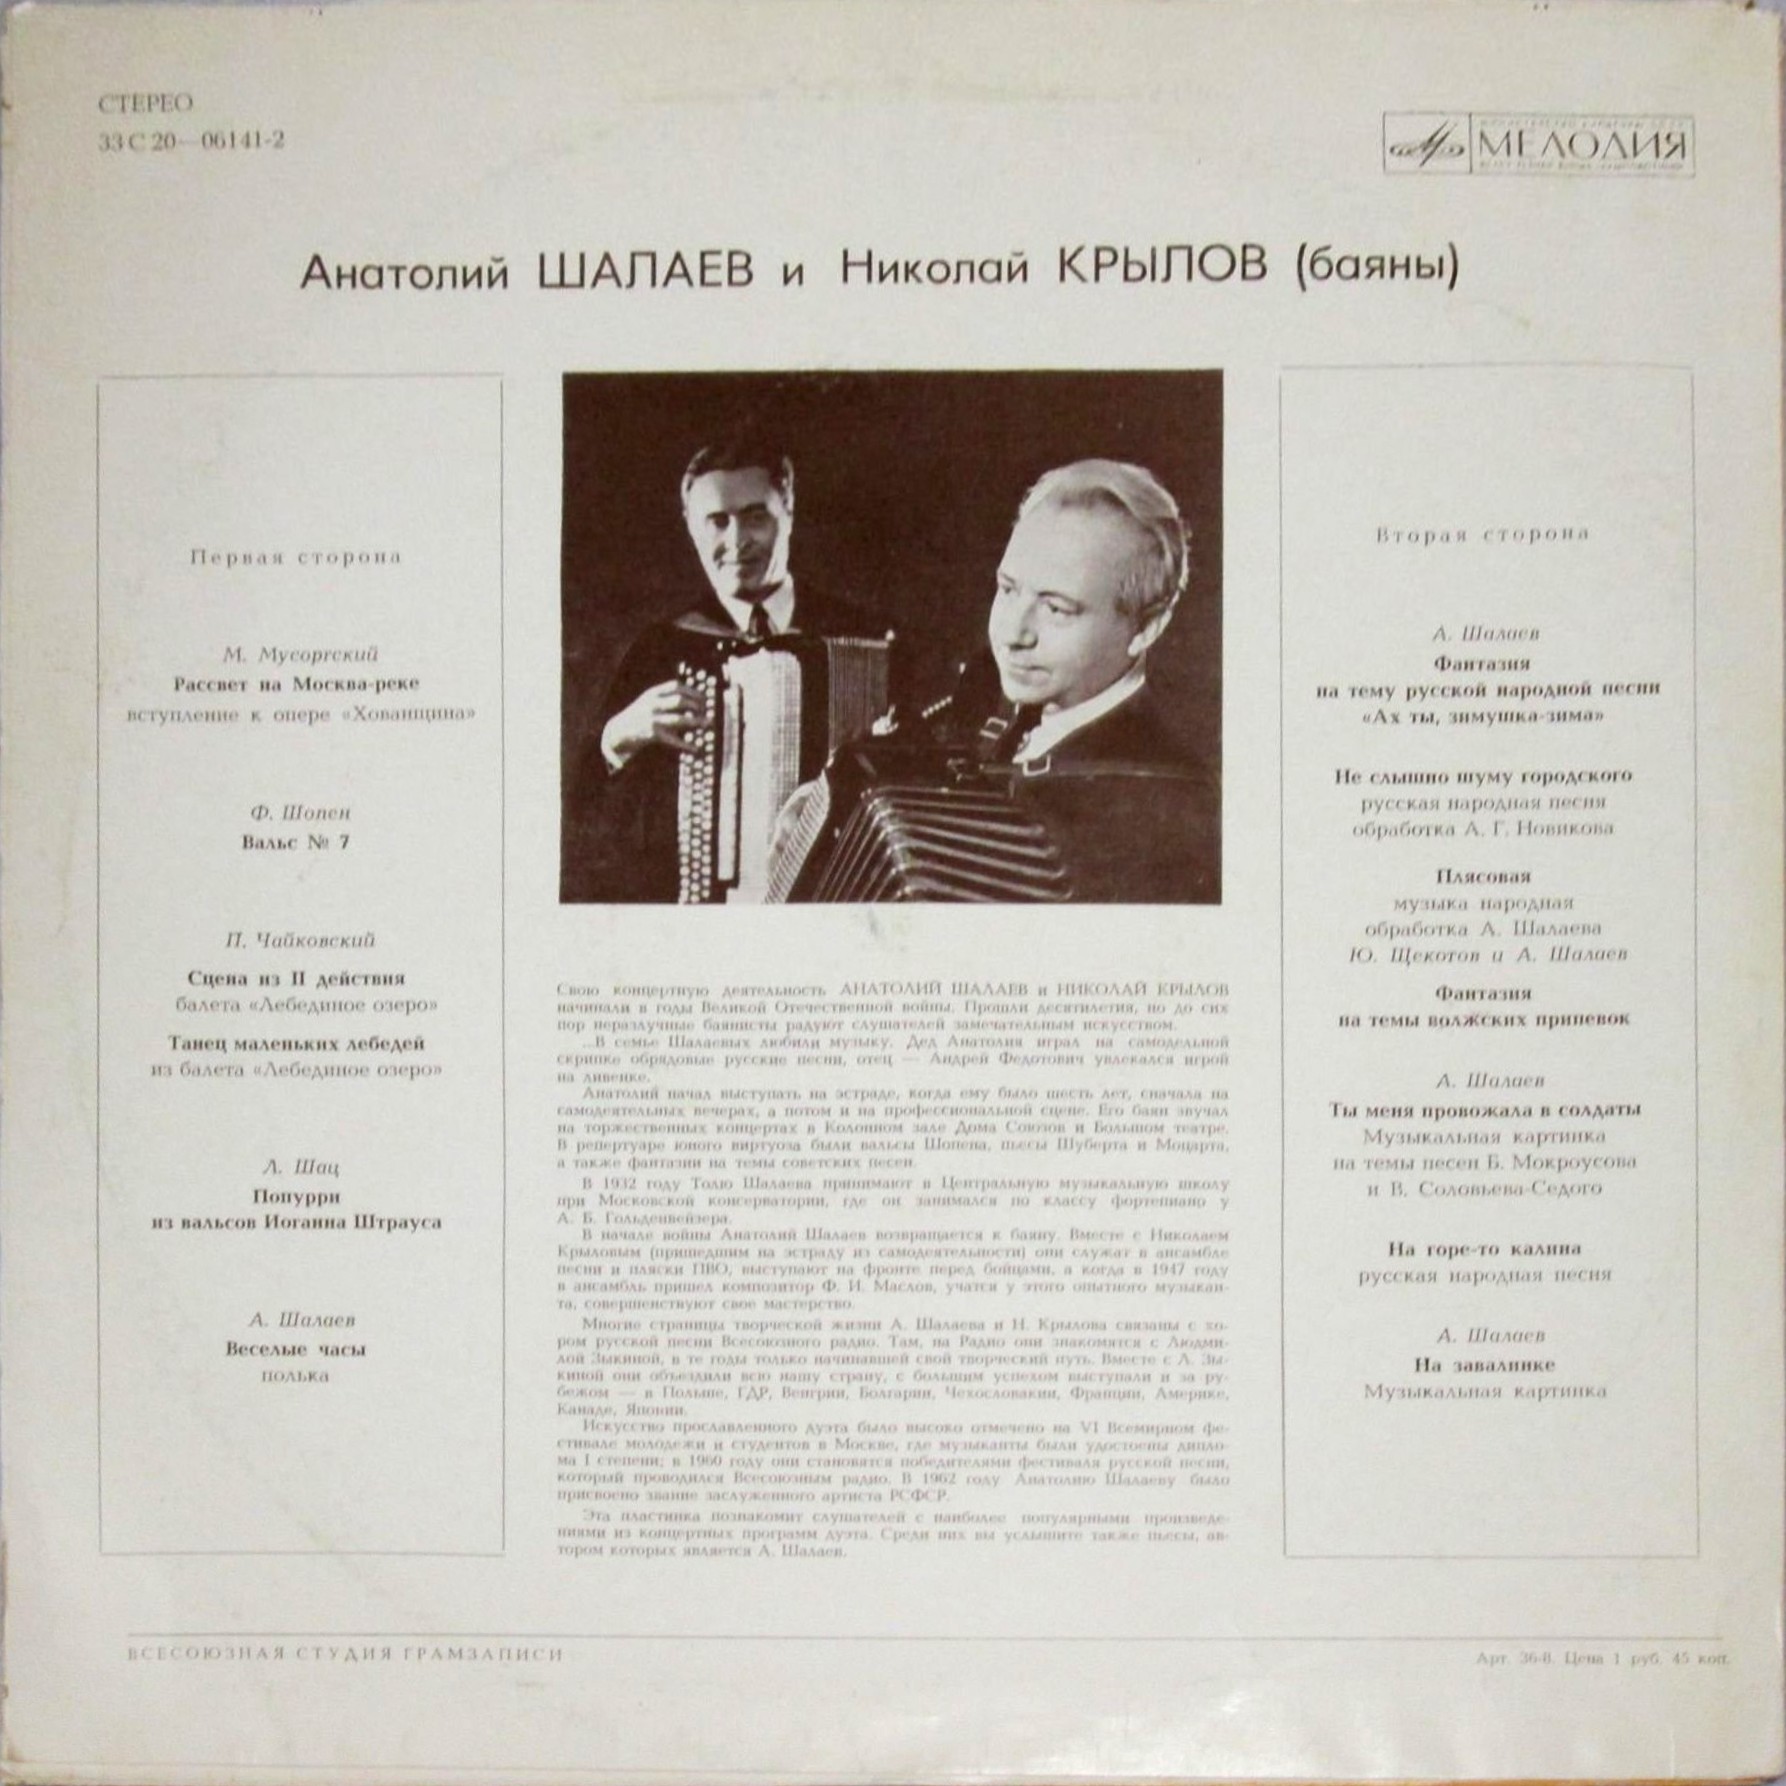 СТЕРЕО
33 С 20—06141-2
МЕЛОДИЯ
Анатолий ШАЛАЕВ и Николай КРЫЛОВ (баяны)
Первая сторона
М. Мусоргский
Рассвет на Москва-реке
вступление к опере «Хованщина»
Ф. Шопен
Вальс № 7
П. Чайковский
Сцена из II действия
балета «Лебединое озеро»
Танец маленьких лебедей
из балета «Лебединое озеро»
Л. Шац
Попурри
из вальсов Иоганна Штрауса
А. Шалаев
Веселые часы
полька
Свою концертную деятельность АНАТОЛИЙ ШАЛАЕВ и НИКОЛАЙ КРЫЛОВ
начинали в годы Великой Отечественной войны. Прошли десятилетия, но до сих
пор неразлучные баянисты радуют слушателей замечательным искусством.
...В семье Шалаевых любили музыку. Дед Анатолия играл на самодельной
скрипке обрядовые русские песни, отец — Андрей Федотович увлекался игрой
на ливенке.
Анатолий начал выступать на эстраде, когда ему было шесть лет, сначала на
самодеятельных вечерах, а потом и на профессиональной сцене. Его баян звучал
на торжественных концертах в Колонном зале Дома Союзов и Большом театре.
В репертуаре юного виртуоза были вальсы Шопена, пьесы Шуберта и Моцарта,
а также фантазии на темы советских песен.
В 1932 году Толю Шалаева принимают в Центральную музыкальную школу
при Московской консерватории, где он занимался по классу фортепиано у
А. Б. Гольденвейзера.
В начале войны Анатолий Шалаев возвращается к баяну. Вместе с Николаем
Крыловым (пришедшим на эстраду из самодеятельности) они служат в ансамбле
песни и пляски ПВО, выступают на фронте перед бойцами, а когда в 1947 году
в ансамбль пришел композитор Ф. И. Маслов, учатся у этого опытного музыкан-
та, совершенствуют свое мастерство.
Многие страницы творческой жизни А. Шалаева и Н. Крылова связаны с хо-
ром русской песни Всесоюзного радио. Там, на Радио они знакомятся с Людми-
лой Зыкиной, в те годы только начинавшей свой творческий путь. Вместе с Л. Зы-
киной они объездили всю нашу страну, с большим успехом выступали и за ру-
бежом — в Польше, ГДР, Венгрии, Болгарии, Чехословакии, Франции, Америке,
Канаде, Японии.
Искусство прославленного дуэта было высоко отмечено на VI Всемирном фе-
стивале молодежи и студентов в Москве, где музыканты были удостоены дипло-
ма I степени; в 1960 году они становятся победителями фестиваля русской песни,
который проводился Всесоюзным радио. В 1962 году Анатолию Шалаеву было
присвоено звание заслуженного артиста РСФСР.
Эта пластинка познакомит слушателей с наиболее популярными произведе-
ниями из концертных программ дуэта. Среди них вы услышите также пьесы, ав-
тором которых является А. Шалаев.
Вторая сторона
А. Шалаев
Фантазия
на тему русской народной песни
«Ах ты, зимушка-зима»
Не слышно шуму городского
русская народная песня
обработка А. Г. Новикова
Плясовая
музыка народная
обработка А. Шалаева
Ю. Щекотов и А. Шалаев
Фантазия
на темы волжских припевок
А. Шалаев
Ты меня провожала в солдаты
Музыкальная картинка
на темы песен Б. Мокроусова
и В. Соловьева-Седого
На горе-то калина
русская народная песня
А. Шалаев
На завалинке
Музыкальная картинка
ВСЕСОЮЗНАЯ СТУДИЯ ГРАМЗАПИСИ
Арт. 36-8. Цена 1 руб. 45 коп.